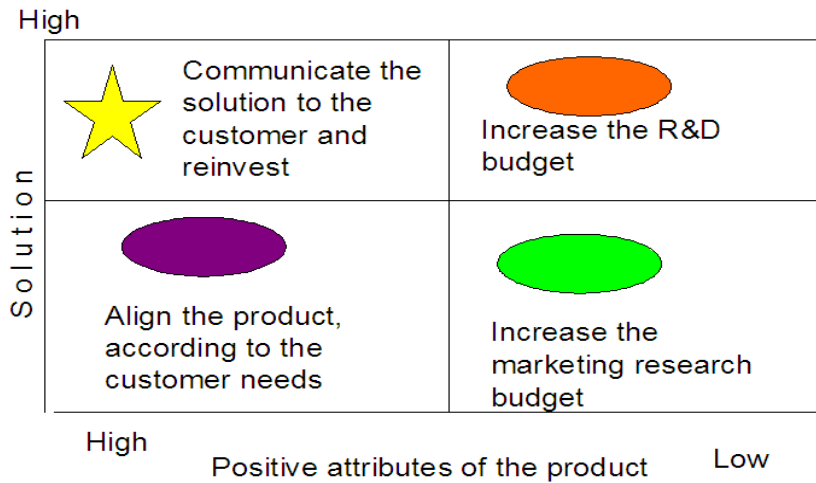 High
Communicate the
solution to the
customer and
reinvest
Increase the R&D
budget
Solution
Align the product,
according to the
customer needs
Increase the
marketing research
budget
High
Positive attributes of the product
Low